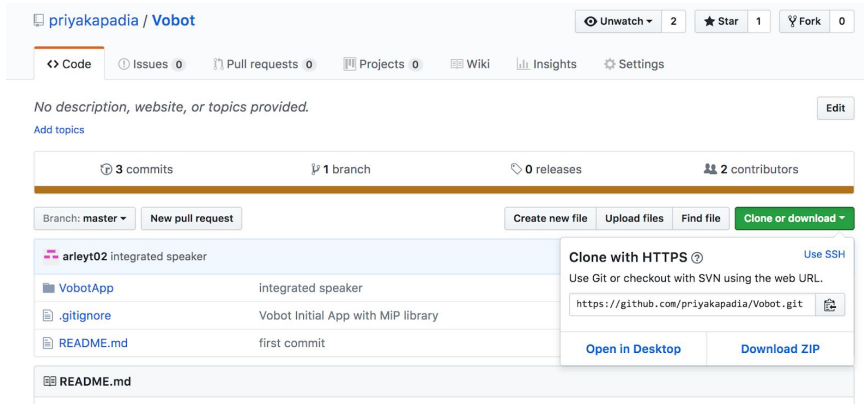 priyakapadia / Vobot
Unwatch 2 Star 1 Fork 0
Code Issues 0 Pull requests 0 Projects 0 Wiki Insights Settings
No description, website, or topics provided. Edit
Add topics
3 commits 1 branch 0 releases 2 contributors
Branch: master New pull request Create new file Upload files Find file Clone or download
arleyt02 integrated speaker
VobotApp integrated speaker
.gitignore Vobot Initial App with MiP library
README.md first commit
README.md
Clone with HTTPS ? Use SSH
Use Git or checkout with SVN using the web URL.
https://github.com/priyakapadia/Vobot.git
Open in Desktop Download ZIP